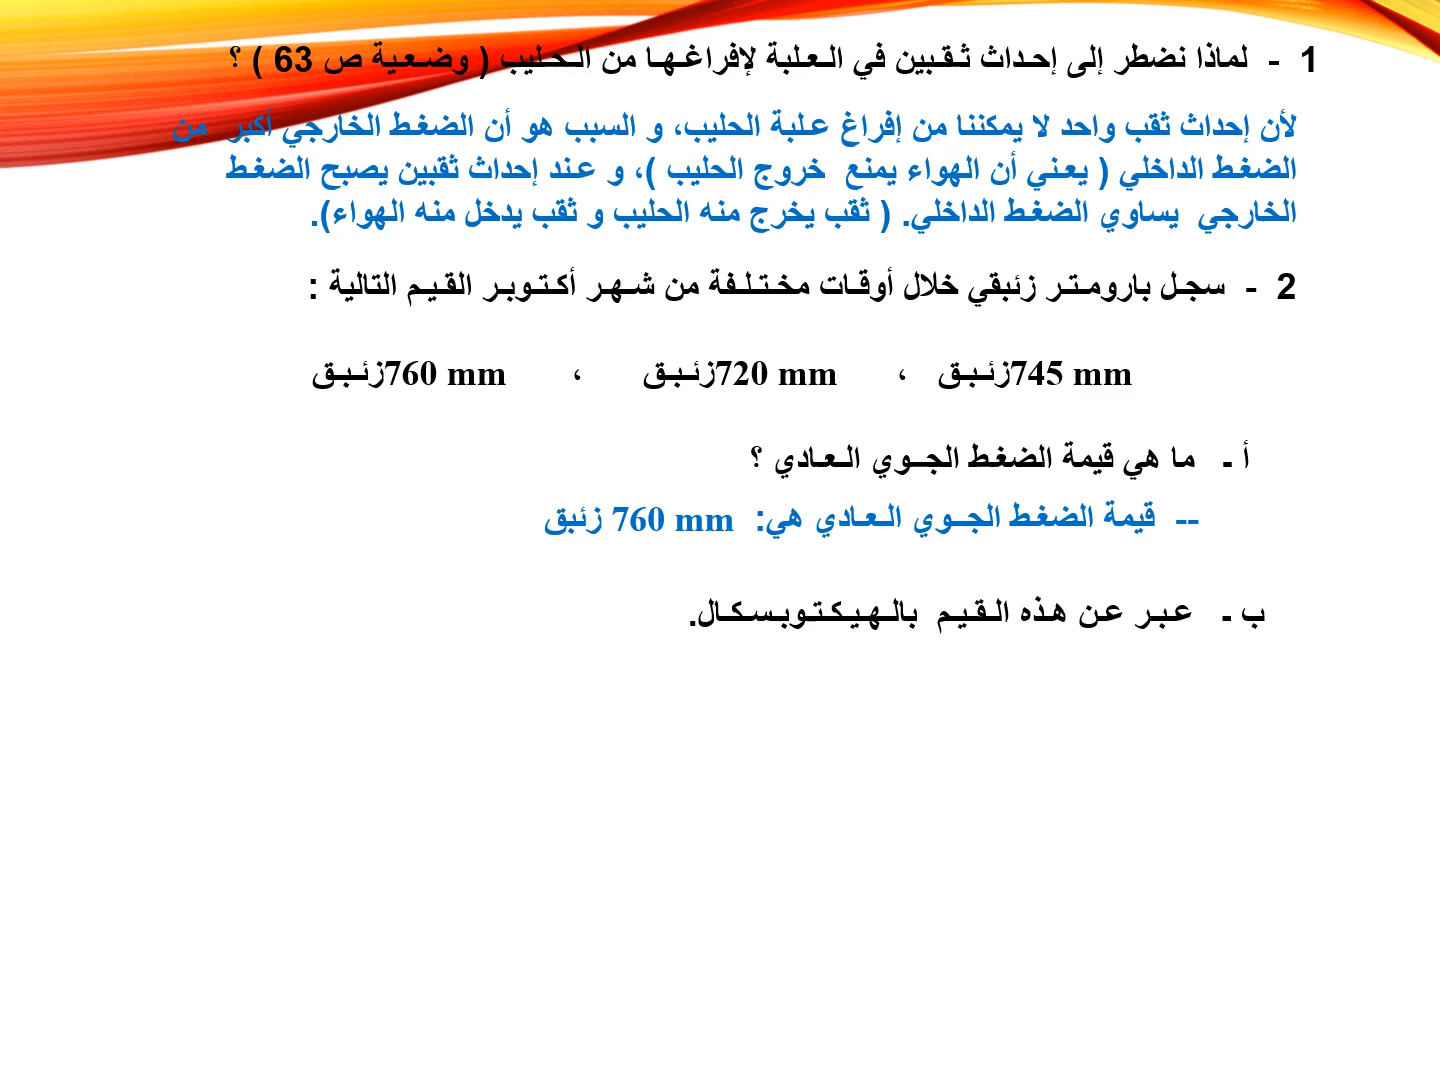 1 - لماذا نضطر إلى إحداث ثقبين في العلبة لإفراغها من الحليب ( وضعية ص 63 ) ؟
لأن إحداث ثقب واحد لا يمكننا من إفراغ علبة الحليب، و السبب هو أن الضغط الخارجي أكبر من
الضغط الداخلي ( يعني أن الهواء يمنع خروج الحليب )، و عند إحداث ثقبين يصبح الضغط
الخارجي يساوي الضغط الداخلي. ( ثقب يخرج منه الحليب و ثقب يدخل منه الهواء).
2 - سجل بارومتر زئبقي خلال أوقات مختلفة من شهر أكتوبر القيم التالية :
745 mmزئبق ، 720 mmزئبق ، 760 mmزئبق
أ ـ ما هي قيمة الضغط الجوي العادي ؟
-- قيمة الضغط الجوي العادي هي: 760 mm زئبق
ب ـ عبر عن هذه القيم بالهيكتوبسكال.